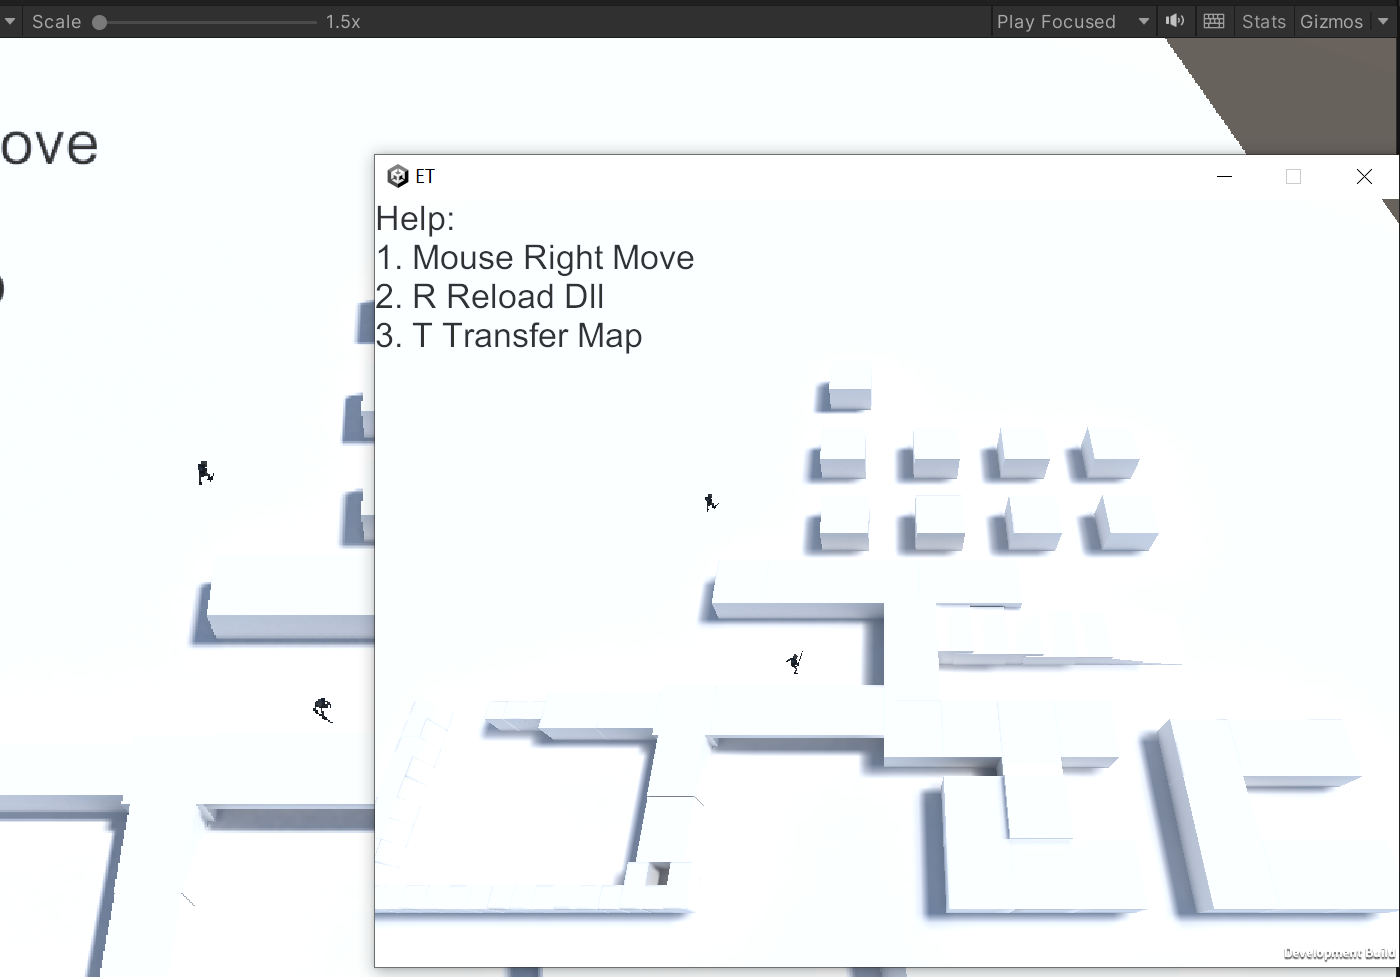 Scale 1.5x Play Focused Stats Gizmos
ove
ET
Help:
1. Mouse Right Move
2. R Reload Dll
3. T Transfer Map
Development Build